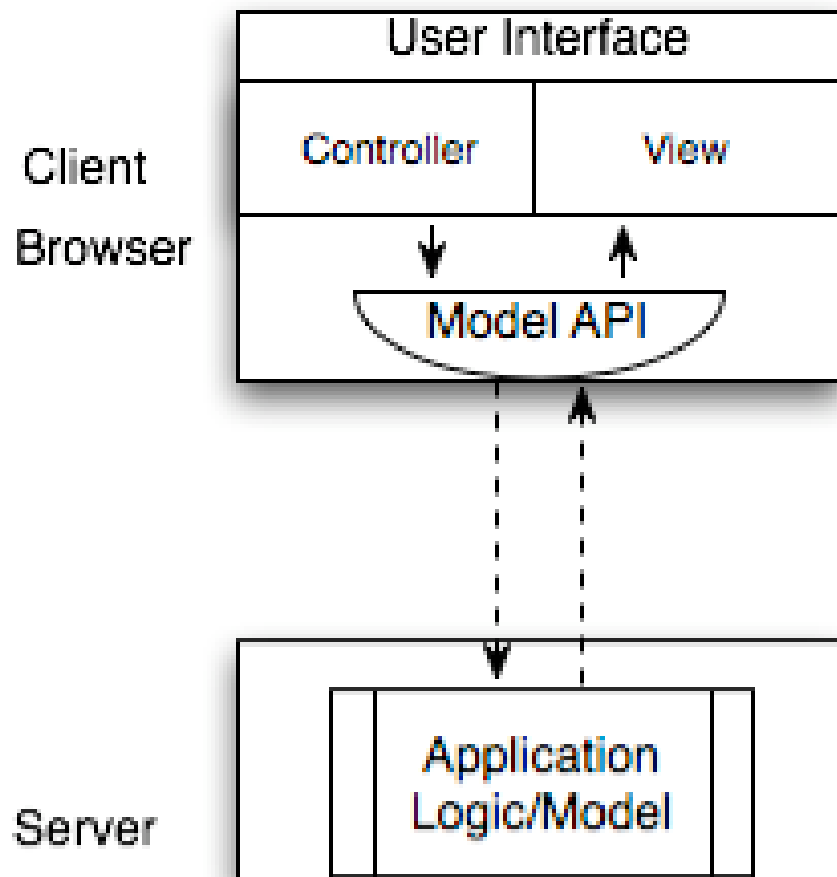 User Interface
Controller
View
Client
Browser
Model API
Application
Logic/Model
Server